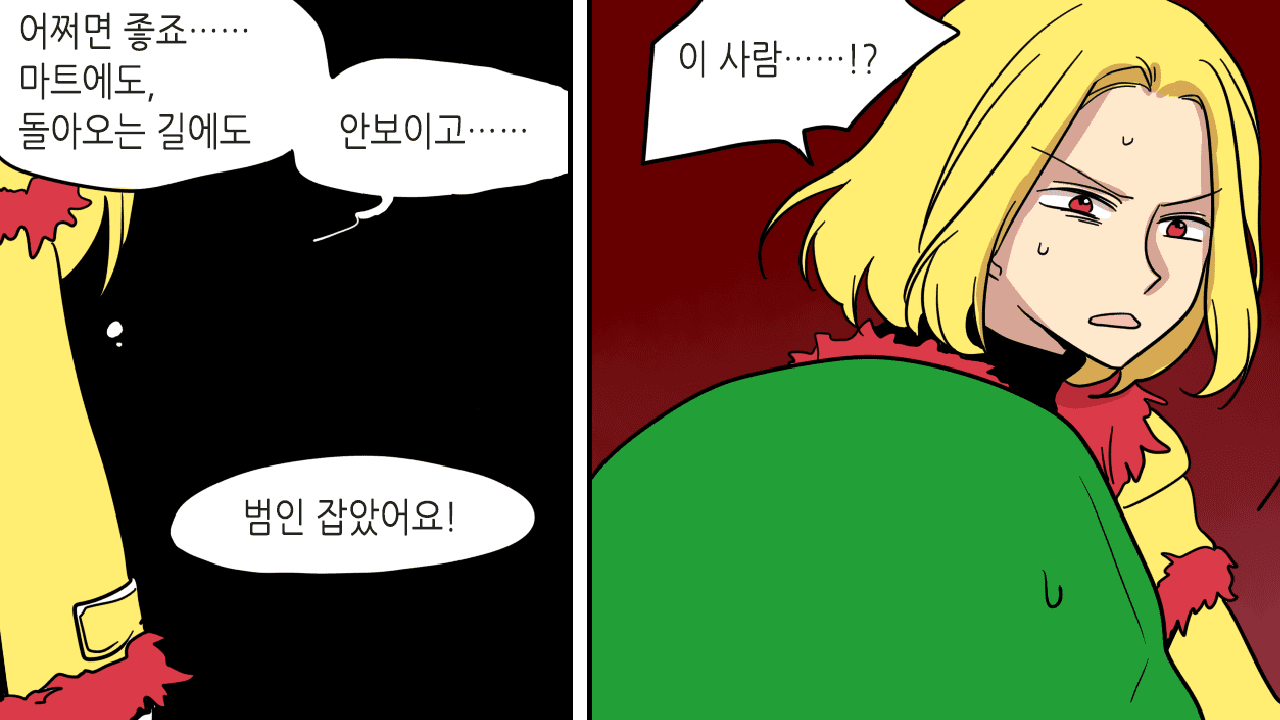 어쩌면 좋죠……
마트에도,
돌아오는 길에도
안보이고……
범인 잡았어요!
이 사람……!?